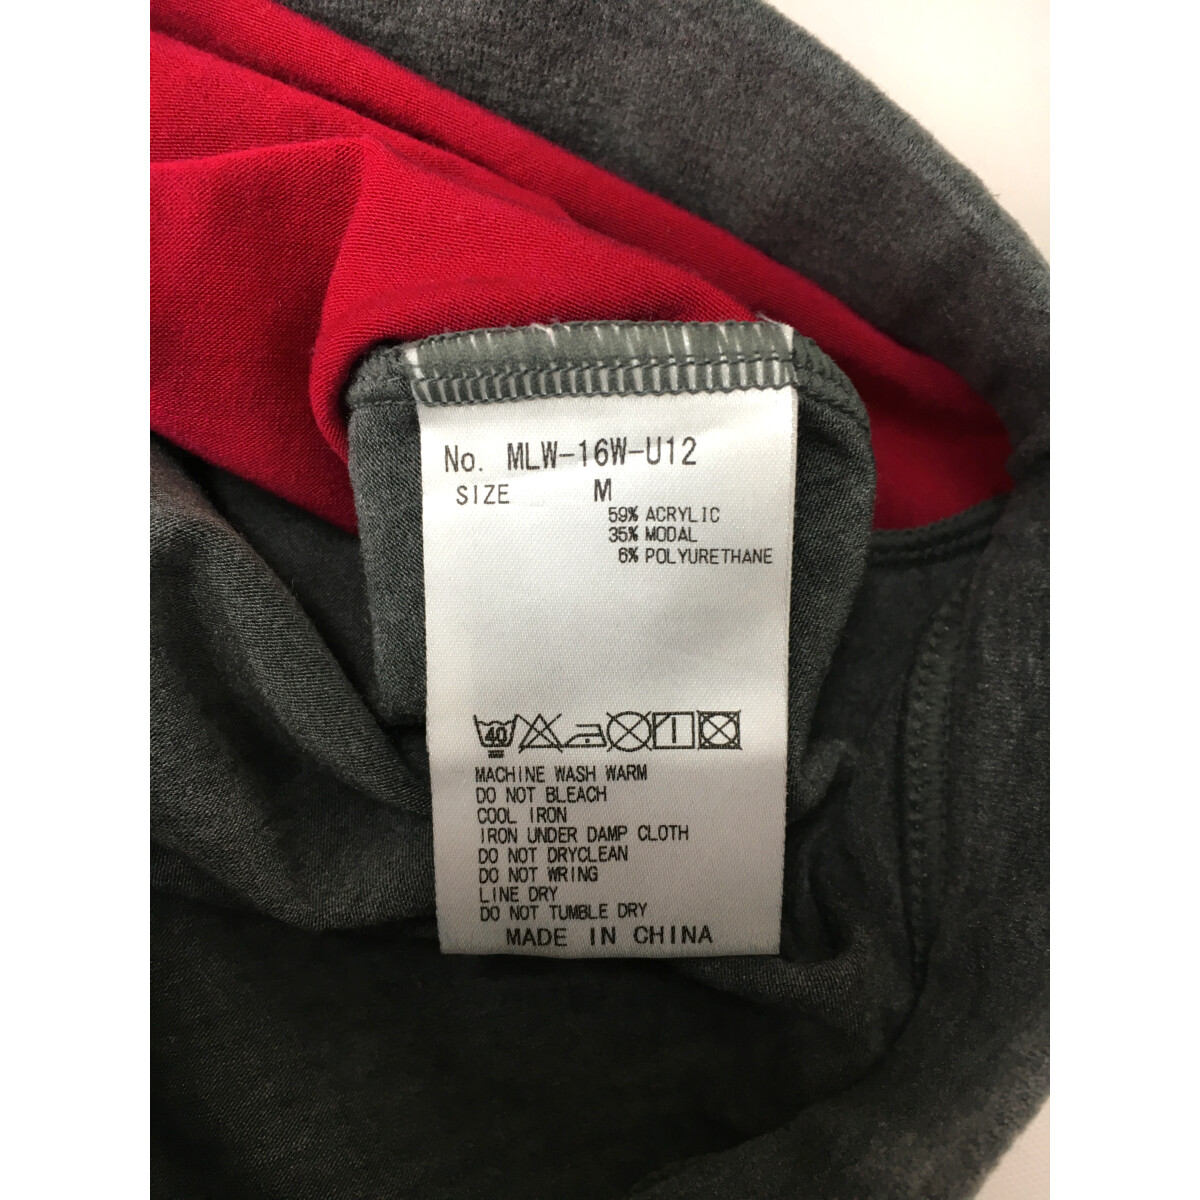 No. MLW-16W-U12
SIZE M
59% ACRYLIC
35% MODAL
6% POLYURETHANE
40
MACHINE WASH WARM
DO NOT BLEACH
COOL IRON
IRON UNDER DAMP CLOTH
DO NOT DRYCLEAN
DO NOT WRING
LINE DRY
DO NOT TUMBLE DRY
MADE IN CHINA